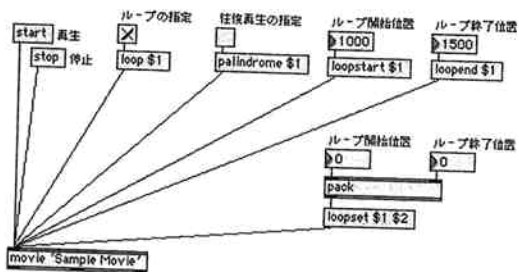 start 再生
stop 停止
ループの指定
loop $1
往復再生の指定
palindrome $1
ループ開始位置
1000
loopstart $1
ループ終了位置
1500
loopend $1
ループ開始位置
0
ループ終了位置
0
pack
loopset $1 $2
movie 'Sample Movie'